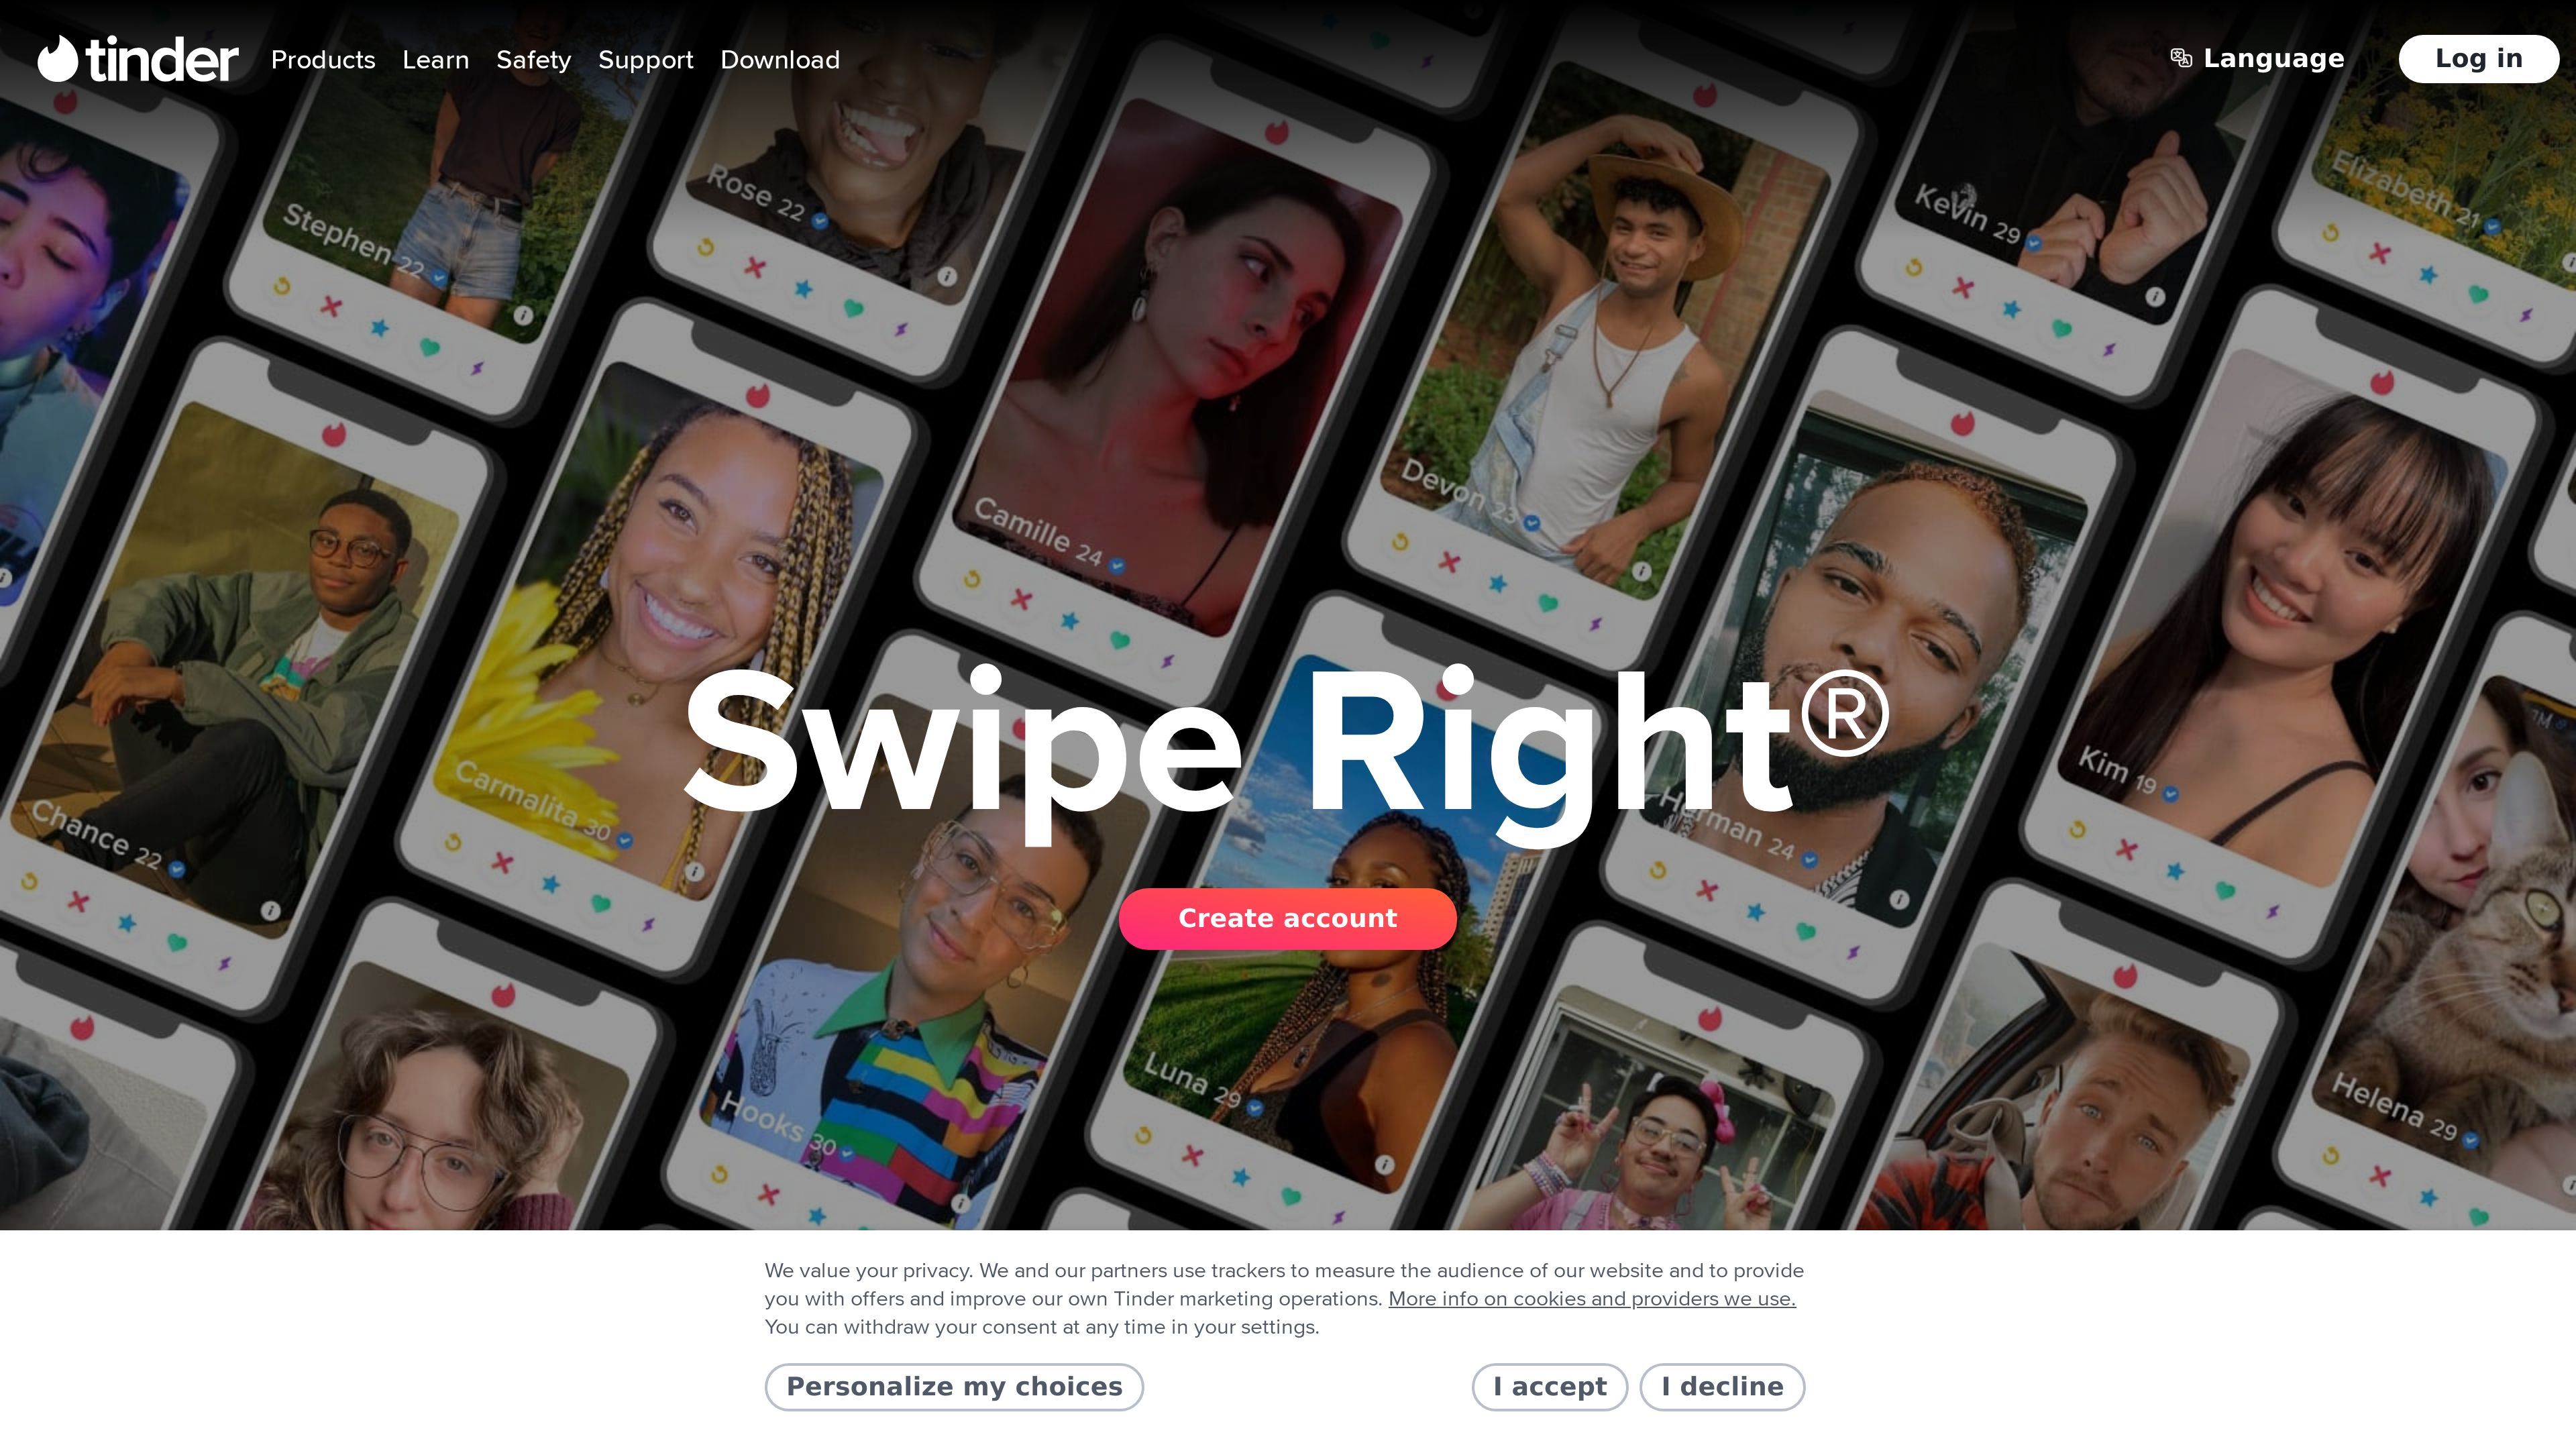 tinder
Products Learn Safety Support Download
Language
Log in
Stephen 22
Rose 22
Kevin 29
Elizabeth 21
Camille 24
Devon 23
Chance 22
Carmalita 30
Kim 19
Swipe Right®
Herman 24
Create account
Hooks 30
Luna 29
Helena 29
We value your privacy. We and our partners use trackers to measure the audience of our website and to provide
you with offers and improve our own Tinder marketing operations. More info on cookies and providers we use.
You can withdraw your consent at any time in your settings.
Personalize my choices
I accept
I decline